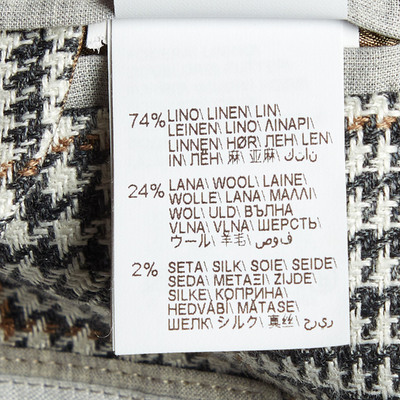 74% LINO\ LINEN\ LIN\
LEINEN\ LINO\ ΛΙΝΑΡΙ\
LINNEN\ HØR\ ЛЕН\ LEN\
IN\ ЛЁН\ 麻\ 亚麻\ كتان\
24% LANA\ WOOL\ LAINE\
WOLLE\ LANA\ ΜΑΛΛΙ\
WOL\ ULD\ ВЪЛНА\
VLNA\ VLNA\ ШЕРСТЬ\
ウール\ 羊毛\ صوف\
2% SETA\ SILK\ SOIE\ SEIDE\
SEDA\ ΜΕΤΑΞΙ\ ZIJDE\
SILKE\ КОПРИНА\
HEDVÁBI\ MĂTASE\
ШЕЛК\ シルク\ 真丝\ حرير\